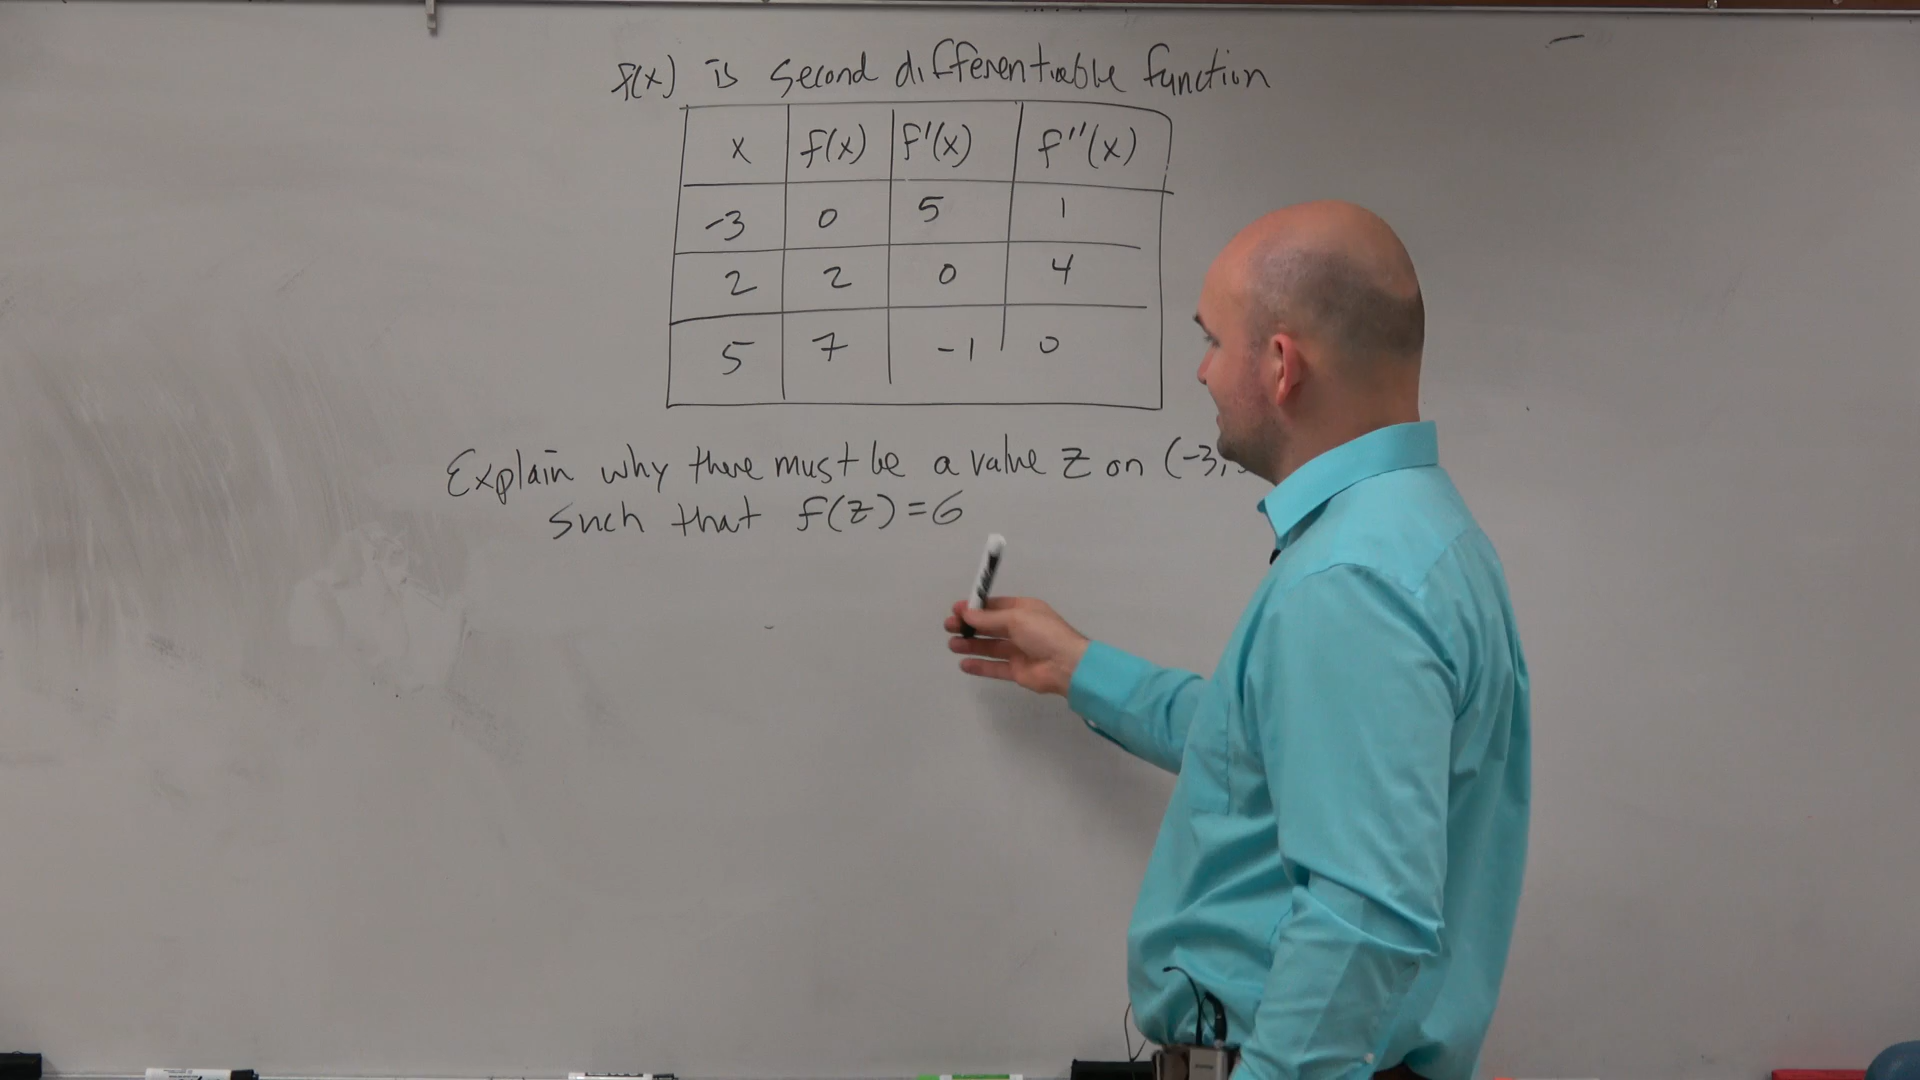 f(x) is second differentiable function
x f(x) f'(x) f''(x)
-3 0 5 1
2 2 0 4
5 7 -1 0
Explain why there must be a value z on (-3,
such that f(z)=6